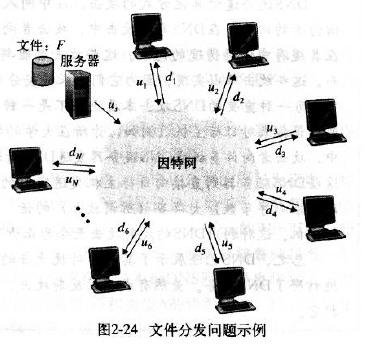 文件：F
服务器
u_s
u_1 d_1
u_2 d_2
u_3
d_3
u_4
d_4
u_5
d_5
d_6
u_6
d_N
u_N
因特网
图2-24 文件分发问题示例